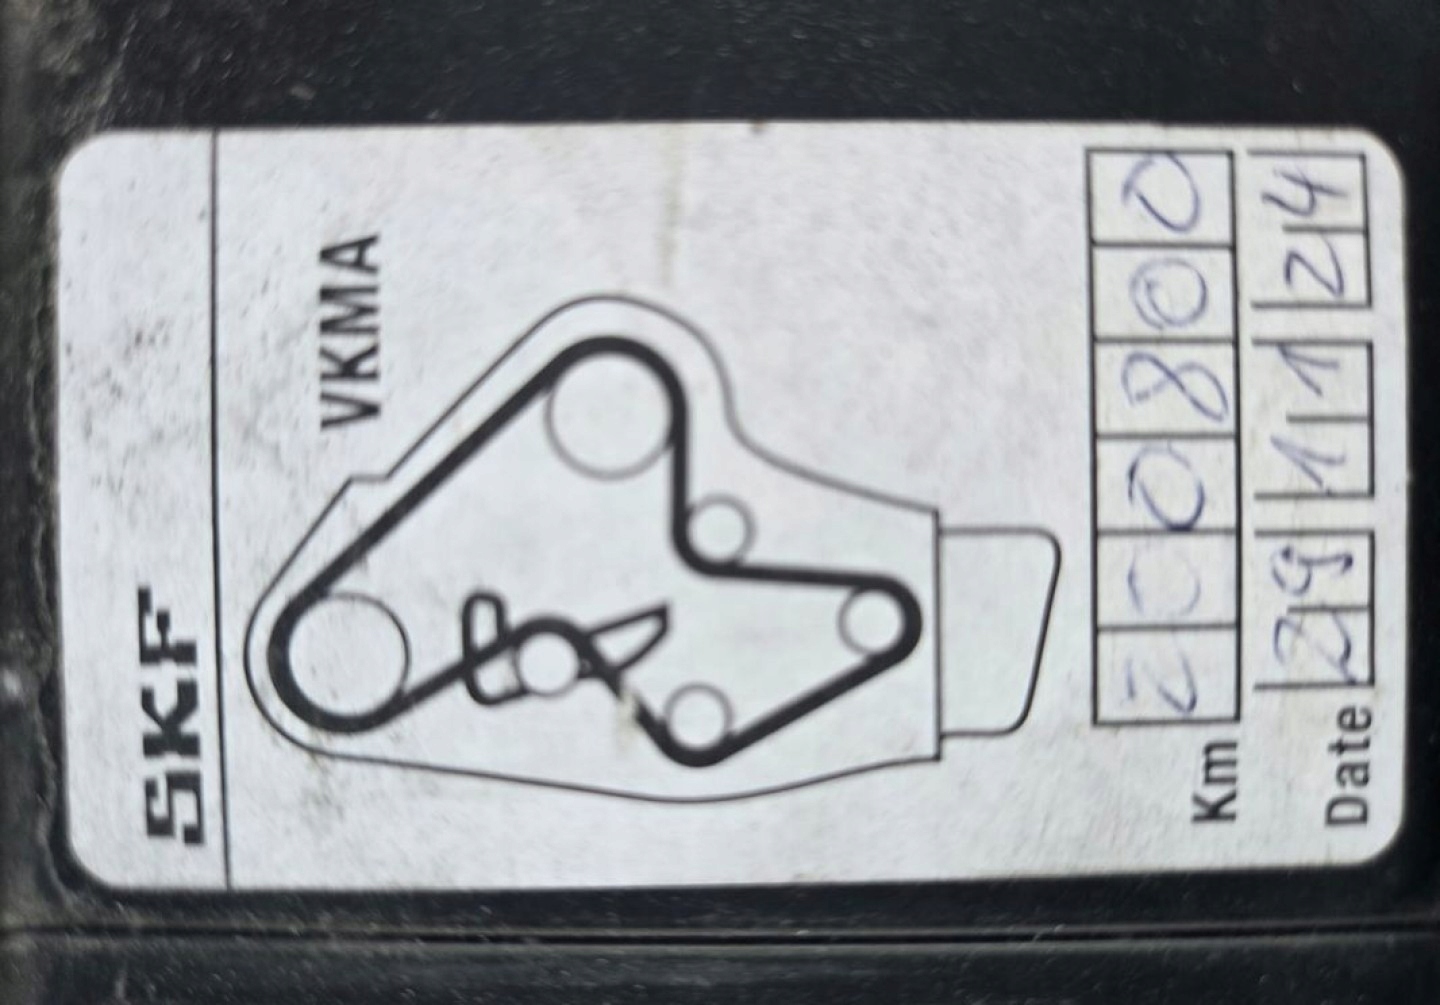 SKF
VKMA
Km 200800
Date 29 11 24